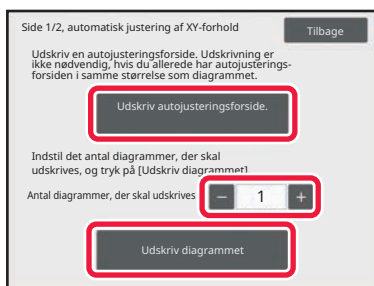 Side 1/2, automatisk justering af XY-forhold
Tilbage
Udskriv en autojusteringsforside. Udskrivning er
ikke nødvendig, hvis du allerede har autojusterings-
forsiden i samme størrelse som diagrammet.
Udskriv autojusteringsforside.
Indstil det antal diagrammer, der skal
udskrives, og tryk på [Udskriv diagrammet]
Antal diagrammer, der skal udskrives
− 1 +
Udskriv diagrammet